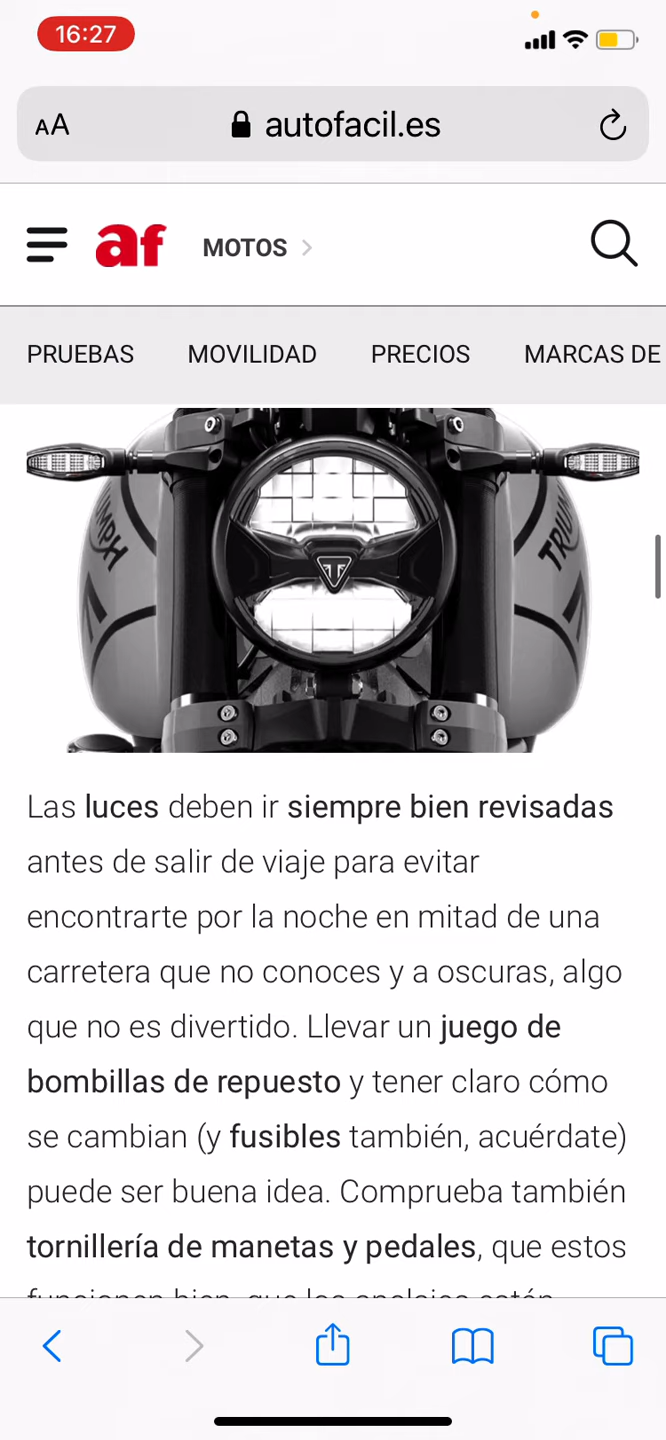 16:27
AA
autofacil.es
af
MOTOS
PRUEBAS MOVILIDAD PRECIOS MARCAS DE
Las luces deben ir siempre bien revisadas
antes de salir de viaje para evitar
encontrarte por la noche en mitad de una
carretera que no conoces y a oscuras, algo
que no es divertido. Llevar un juego de
bombillas de repuesto y tener claro cómo
se cambian (y fusibles también, acuérdate)
puede ser buena idea. Comprueba también
tornillería de manetas y pedales, que estos